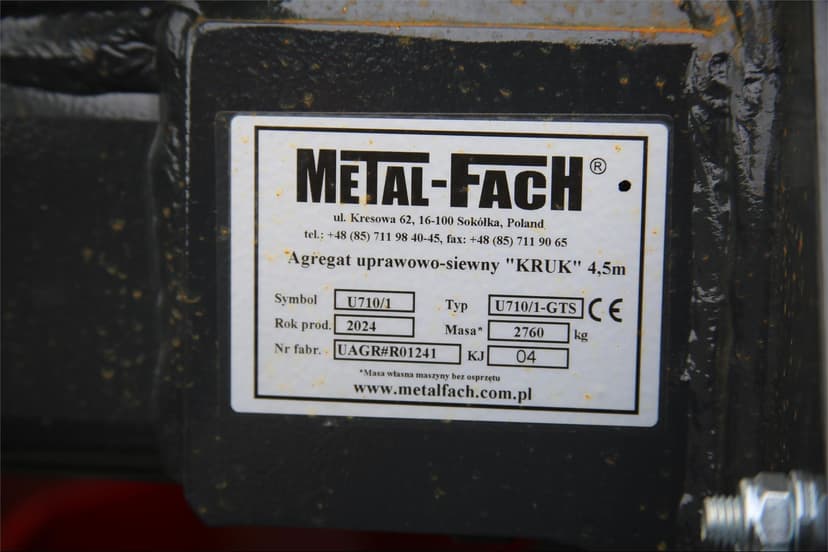 METAL-FACH®
ul. Kresowa 62, 16-100 Sokółka, Poland
tel.: +48 (85) 711 98 40-45, fax: +48 (85) 711 90 65
Agregat uprawowo-siewny "KRUK" 4,5m
Symbol U710/1 Typ U710/1-GTS CE
Rok prod. 2024 Masa* 2760 kg
Nr fabr. UAGR#R01241 KJ 04
*Masa własna maszyny bez osprzętu
www.metalfach.com.pl